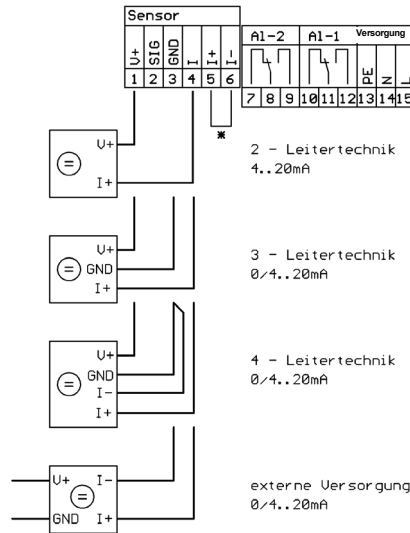 Sensor
Al-2 Al-1 Versorgung
V+ SIG GND I I+ I- PE N L
1 2 3 4 5 6 7 8 9 10 11 12 13 14 15
*
V+
=
I+
2 - Leitertechnik
4..20mA
V+
= GND
I+
3 - Leitertechnik
0/4..20mA
V+
GND
= I-
I+
4 - Leitertechnik
0/4..20mA
V+ I-
=
GND I+
externe Versorgung
0/4..20mA